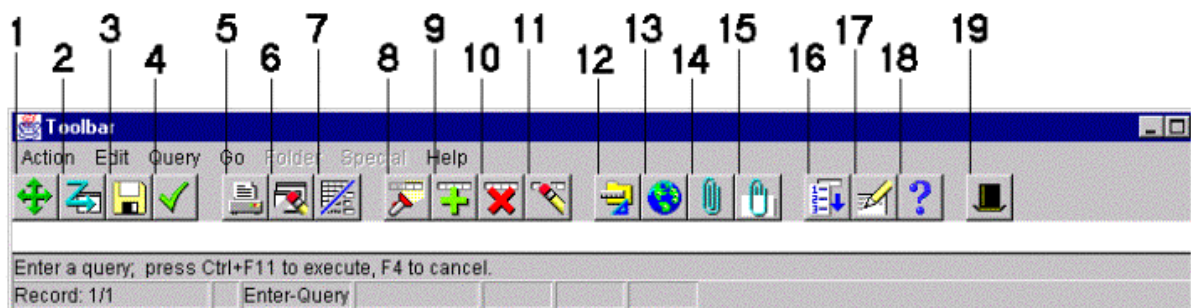 1 3 5 7 9 11 13 15 17 19
2 4 6 8 10 12 14 16 18
Toolbar
Action Edit Query Go Folder Special Help
Enter a query; press Ctrl+F11 to execute, F4 to cancel.
Record: 1/1 Enter-Query